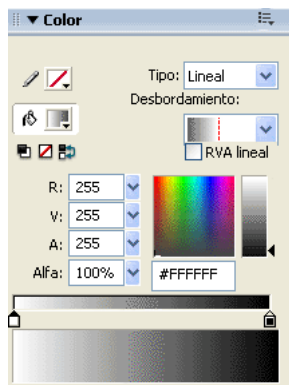 Color
Tipo: Lineal
Desbordamiento:
RVA lineal
R: 255
V: 255
A: 255
Alfa: 100% #FFFFFF